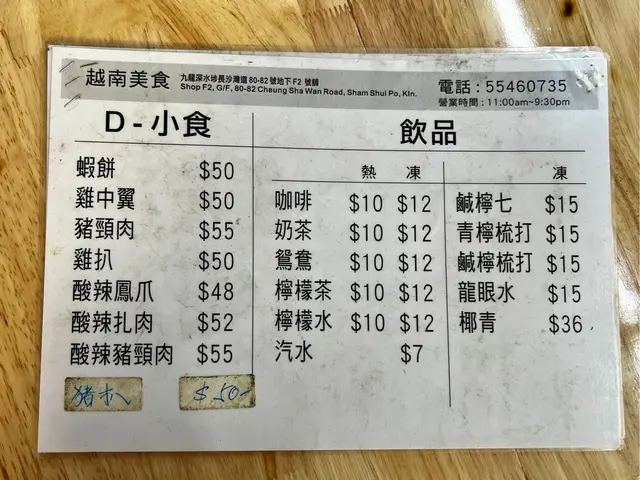 越南美食 九龍深水埗長沙灣道 80-82 號地下 F2 號舖 電話 : 55460735
Shop F2, G/F, 80-82 Cheung Sha Wan Road, Sham Shui Po, Kln. 營業時間 : 11:00am~9:30pm
D - 小食
蝦餅 $50
雞中翼 $50
豬頸肉 $55
雞扒 $50
酸辣鳳爪 $48
酸辣扎肉 $52
酸辣豬頸肉 $55
猪扒 $50-
飲品
熱 凍
咖啡 $10 $12
奶茶 $10 $12
鴛鴦 $10 $12
檸檬茶 $10 $12
檸檬水 $10 $12
汽水 $7
凍
鹹檸七 $15
青檸梳打 $15
鹹檸梳打 $15
龍眼水 $15
椰青 $36